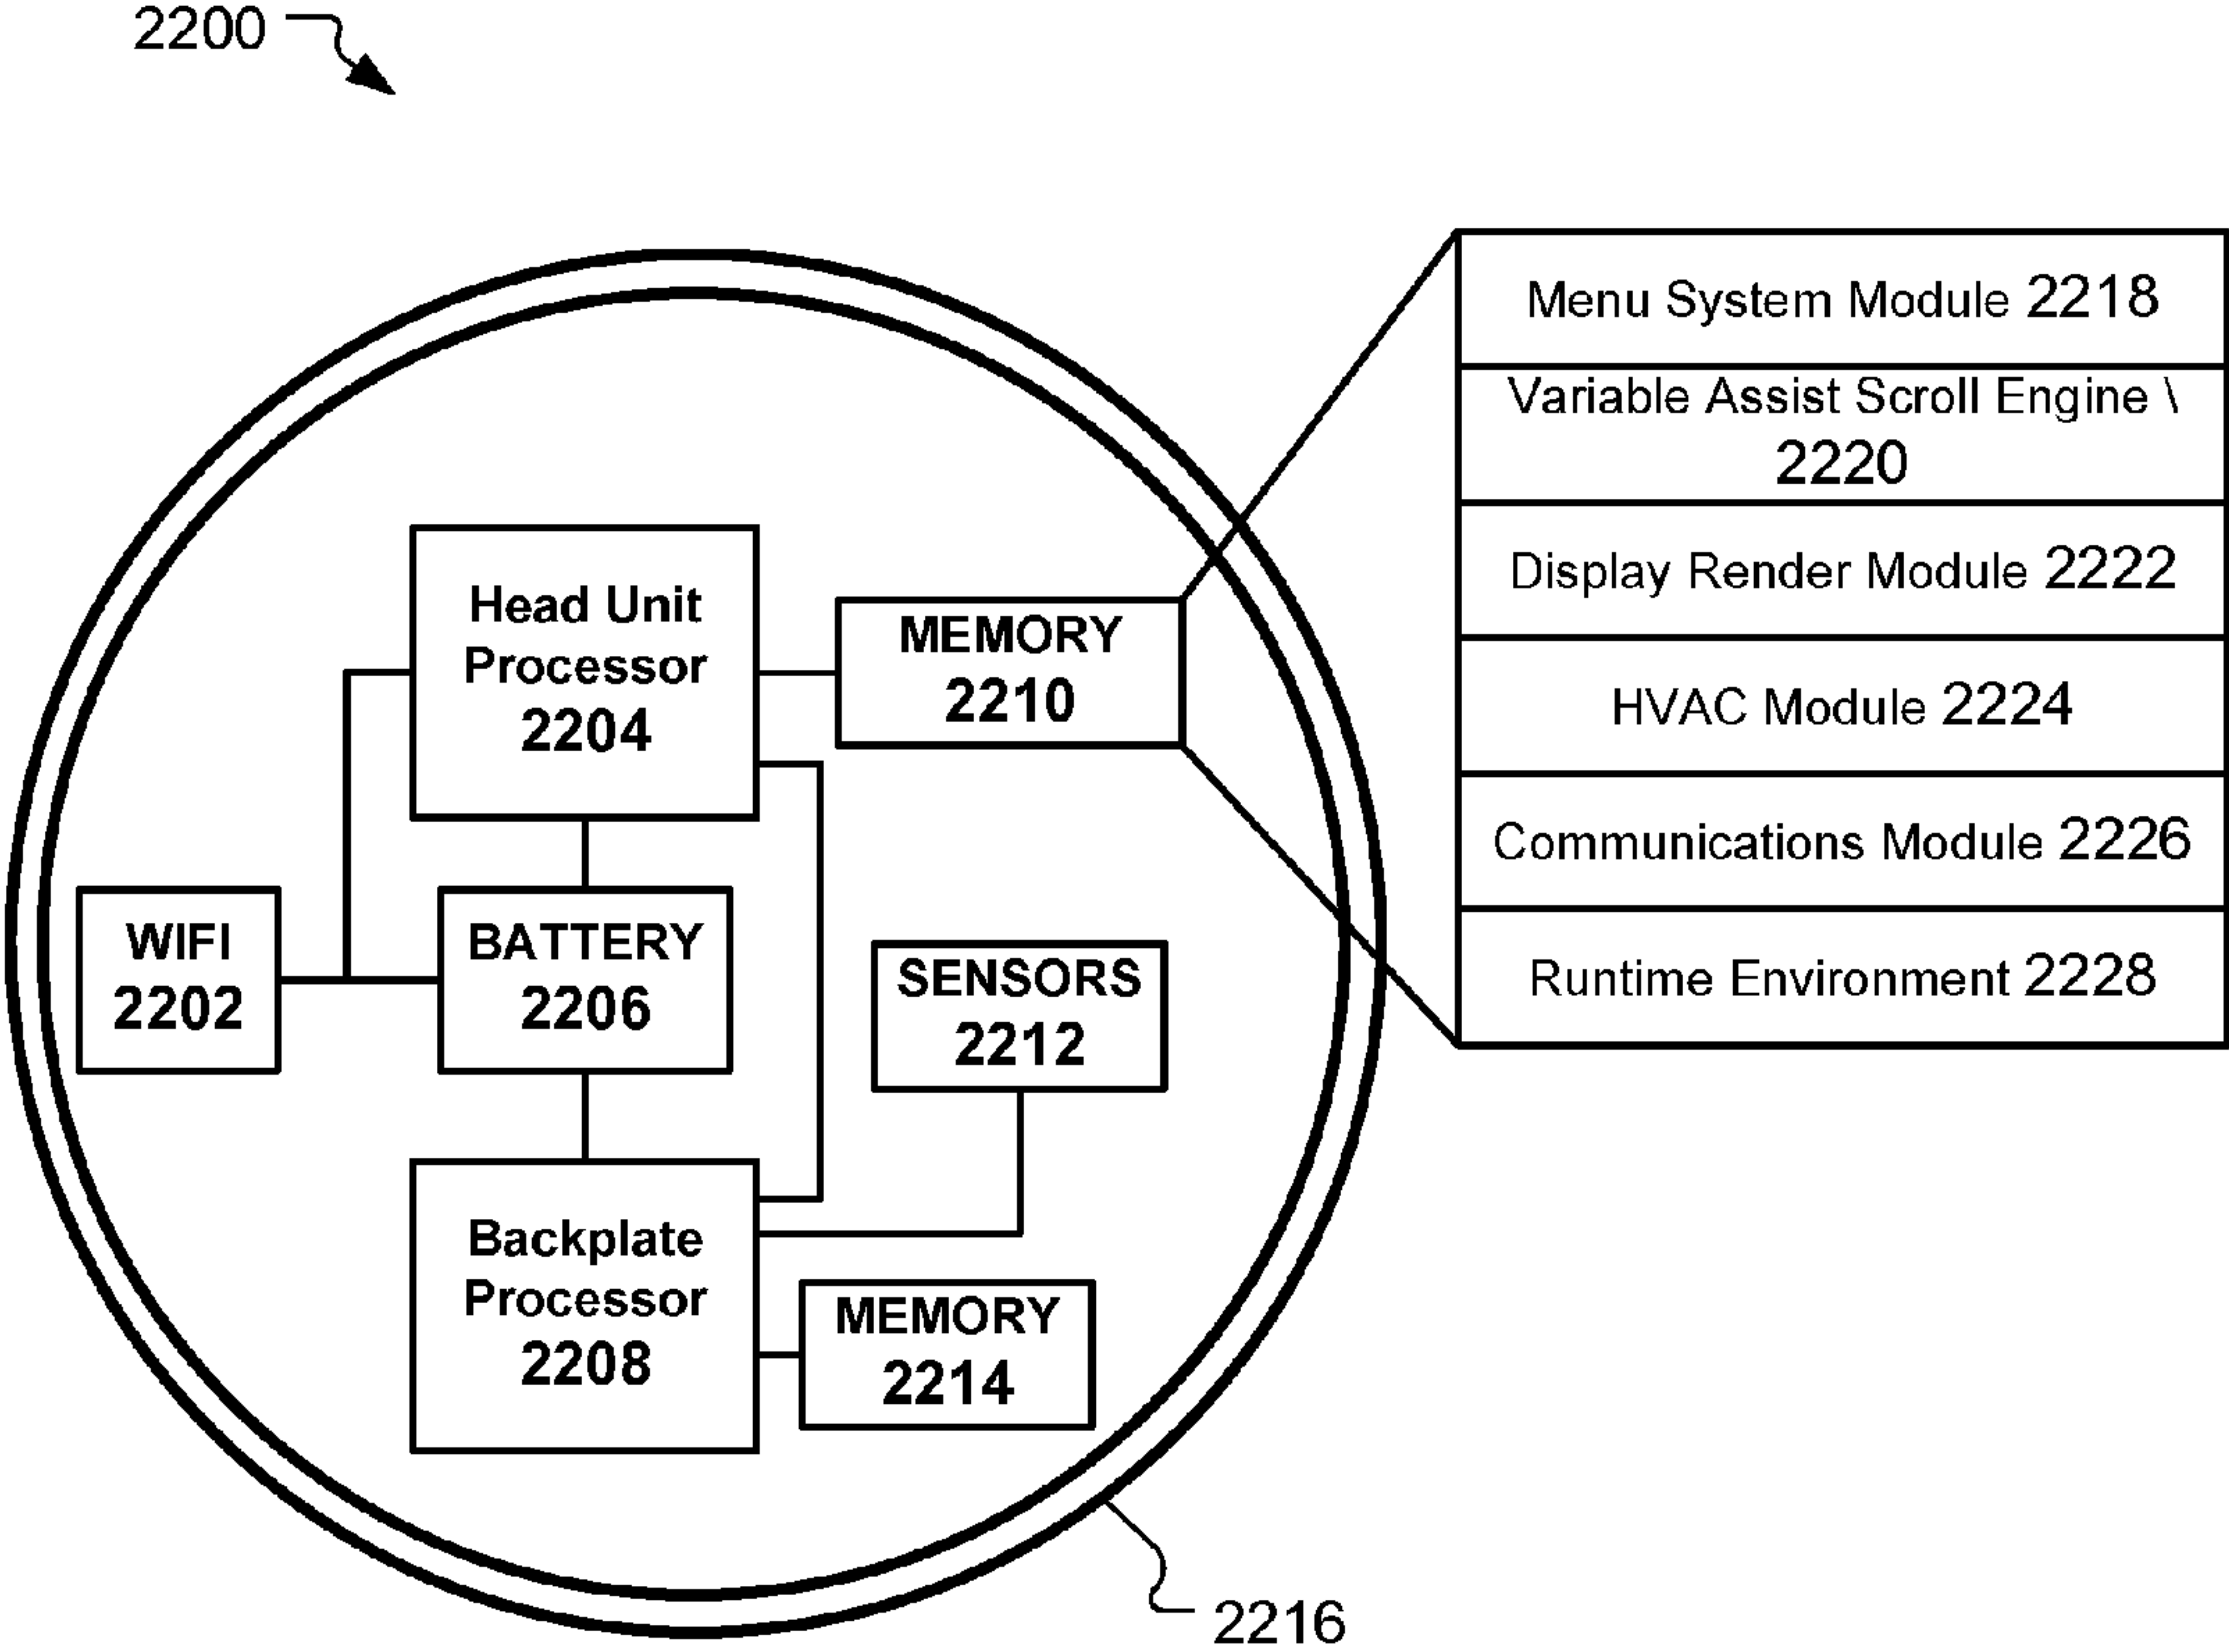 2200
Head Unit
Processor
2204
MEMORY
2210
WIFI
2202
BATTERY
2206
SENSORS
2212
Backplate
Processor
2208
MEMORY
2214
2216
Menu System Module 2218
Variable Assist Scroll Engine \
2220
Display Render Module 2222
HVAC Module 2224
Communications Module 2226
Runtime Environment 2228